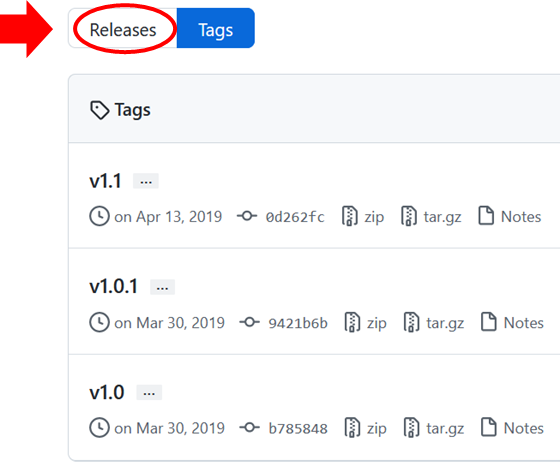 Releases Tags
Tags
v1.1 ...
on Apr 13, 2019 0d262fc zip tar.gz Notes
v1.0.1 ...
on Mar 30, 2019 9421b6b zip tar.gz Notes
v1.0 ...
on Mar 30, 2019 b785848 zip tar.gz Notes